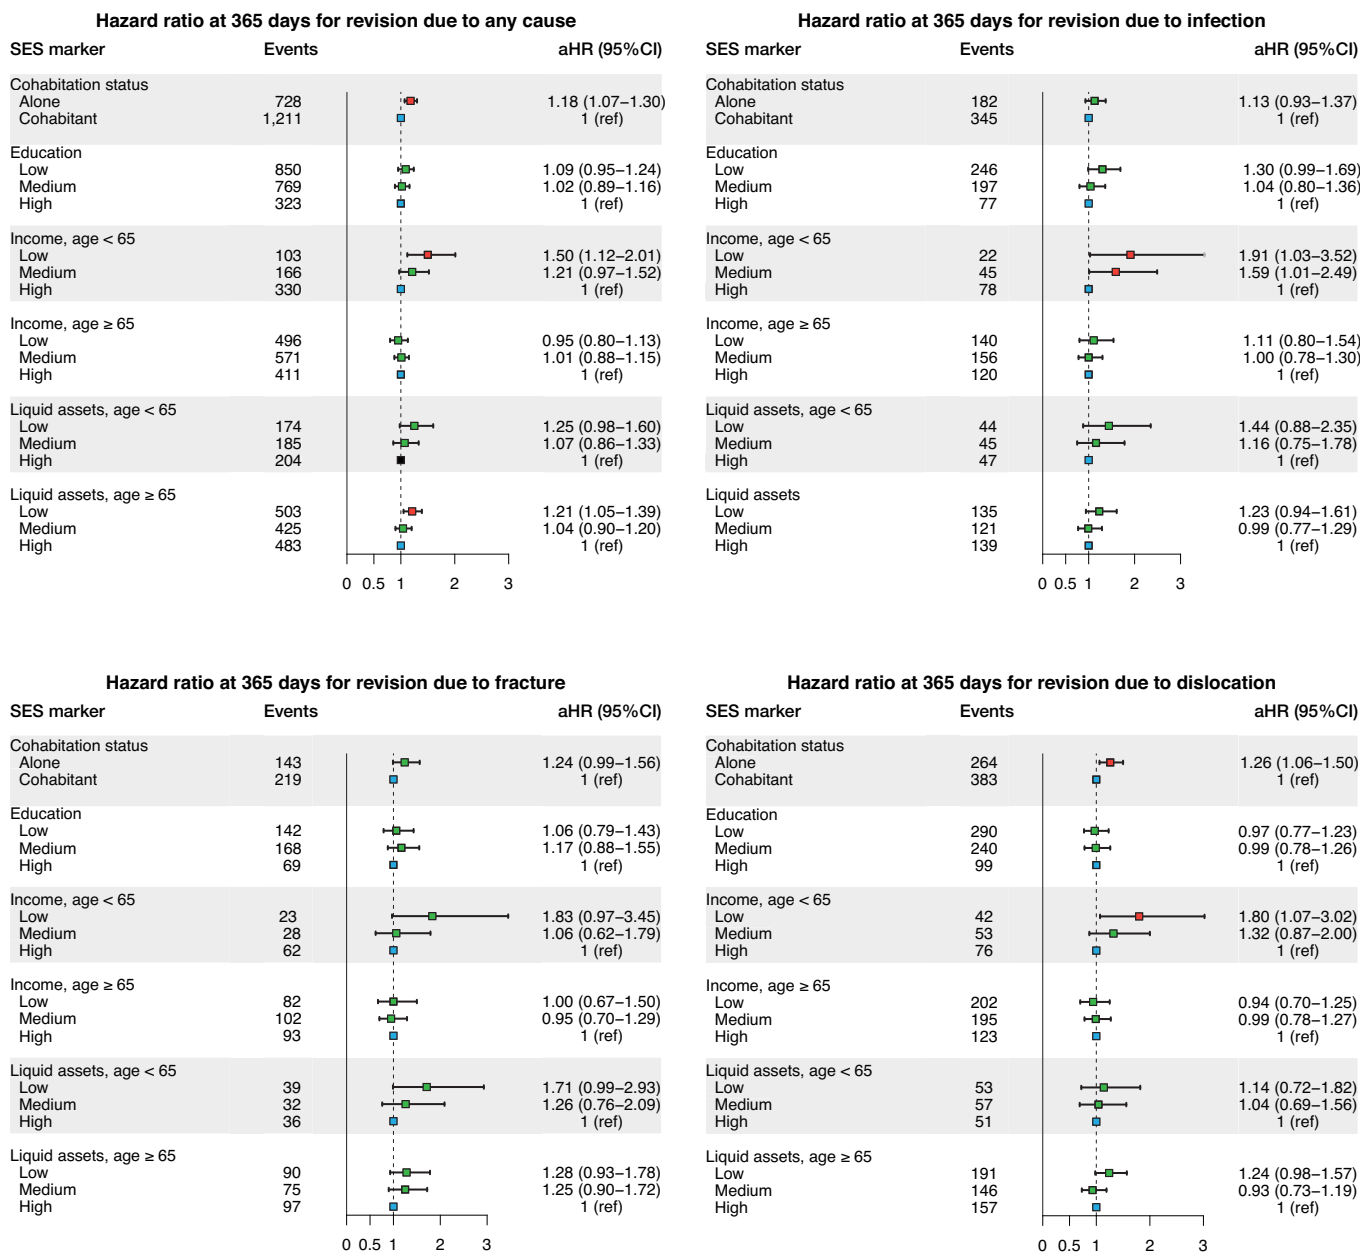 Hazard ratio at 365 days for revision due to any cause
SES marker Events aHR (95%CI)
Cohabitation status
Alone 728 1.18 (1.07–1.30)
Cohabitant 1,211 1 (ref)
Education
Low 850 1.09 (0.95–1.24)
Medium 769 1.02 (0.89–1.16)
High 323 1 (ref)
Income, age < 65
Low 103 1.50 (1.12–2.01)
Medium 166 1.21 (0.97–1.52)
High 330 1 (ref)
Income, age ≥ 65
Low 496 0.95 (0.80–1.13)
Medium 571 1.01 (0.88–1.15)
High 411 1 (ref)
Liquid assets, age < 65
Low 174 1.25 (0.98–1.60)
Medium 185 1.07 (0.86–1.33)
High 204 1 (ref)
Liquid assets, age ≥ 65
Low 503 1.21 (1.05–1.39)
Medium 425 1.04 (0.90–1.20)
High 483 1 (ref)
0 0.5 1 2 3
Hazard ratio at 365 days for revision due to infection
SES marker Events aHR (95%CI)
Cohabitation status
Alone 182 1.13 (0.93–1.37)
Cohabitant 345 1 (ref)
Education
Low 246 1.30 (0.99–1.69)
Medium 197 1.04 (0.80–1.36)
High 77 1 (ref)
Income, age < 65
Low 22 1.91 (1.03–3.52)
Medium 45 1.59 (1.01–2.49)
High 78 1 (ref)
Income, age ≥ 65
Low 140 1.11 (0.80–1.54)
Medium 156 1.00 (0.78–1.30)
High 120 1 (ref)
Liquid assets, age < 65
Low 44 1.44 (0.88–2.35)
Medium 45 1.16 (0.75–1.78)
High 47 1 (ref)
Liquid assets
Low 135 1.23 (0.94–1.61)
Medium 121 0.99 (0.77–1.29)
High 139 1 (ref)
0 0.5 1 2 3
Hazard ratio at 365 days for revision due to fracture
SES marker Events aHR (95%CI)
Cohabitation status
Alone 143 1.24 (0.99–1.56)
Cohabitant 219 1 (ref)
Education
Low 142 1.06 (0.79–1.43)
Medium 168 1.17 (0.88–1.55)
High 69 1 (ref)
Income, age < 65
Low 23 1.83 (0.97–3.45)
Medium 28 1.06 (0.62–1.79)
High 62 1 (ref)
Income, age ≥ 65
Low 82 1.00 (0.67–1.50)
Medium 102 0.95 (0.70–1.29)
High 93 1 (ref)
Liquid assets, age < 65
Low 39 1.71 (0.99–2.93)
Medium 32 1.26 (0.76–2.09)
High 36 1 (ref)
Liquid assets, age ≥ 65
Low 90 1.28 (0.93–1.78)
Medium 75 1.25 (0.90–1.72)
High 97 1 (ref)
0 0.5 1 2 3
Hazard ratio at 365 days for revision due to dislocation
SES marker Events aHR (95%CI)
Cohabitation status
Alone 264 1.26 (1.06–1.50)
Cohabitant 383 1 (ref)
Education
Low 290 0.97 (0.77–1.23)
Medium 240 0.99 (0.78–1.26)
High 99 1 (ref)
Income, age < 65
Low 42 1.80 (1.07–3.02)
Medium 53 1.32 (0.87–2.00)
High 76 1 (ref)
Income, age ≥ 65
Low 202 0.94 (0.70–1.25)
Medium 195 0.99 (0.78–1.27)
High 123 1 (ref)
Liquid assets, age < 65
Low 53 1.14 (0.72–1.82)
Medium 57 1.04 (0.69–1.56)
High 51 1 (ref)
Liquid assets, age ≥ 65
Low 191 1.24 (0.98–1.57)
Medium 146 0.93 (0.73–1.19)
High 157 1 (ref)
0 0.5 1 2 3